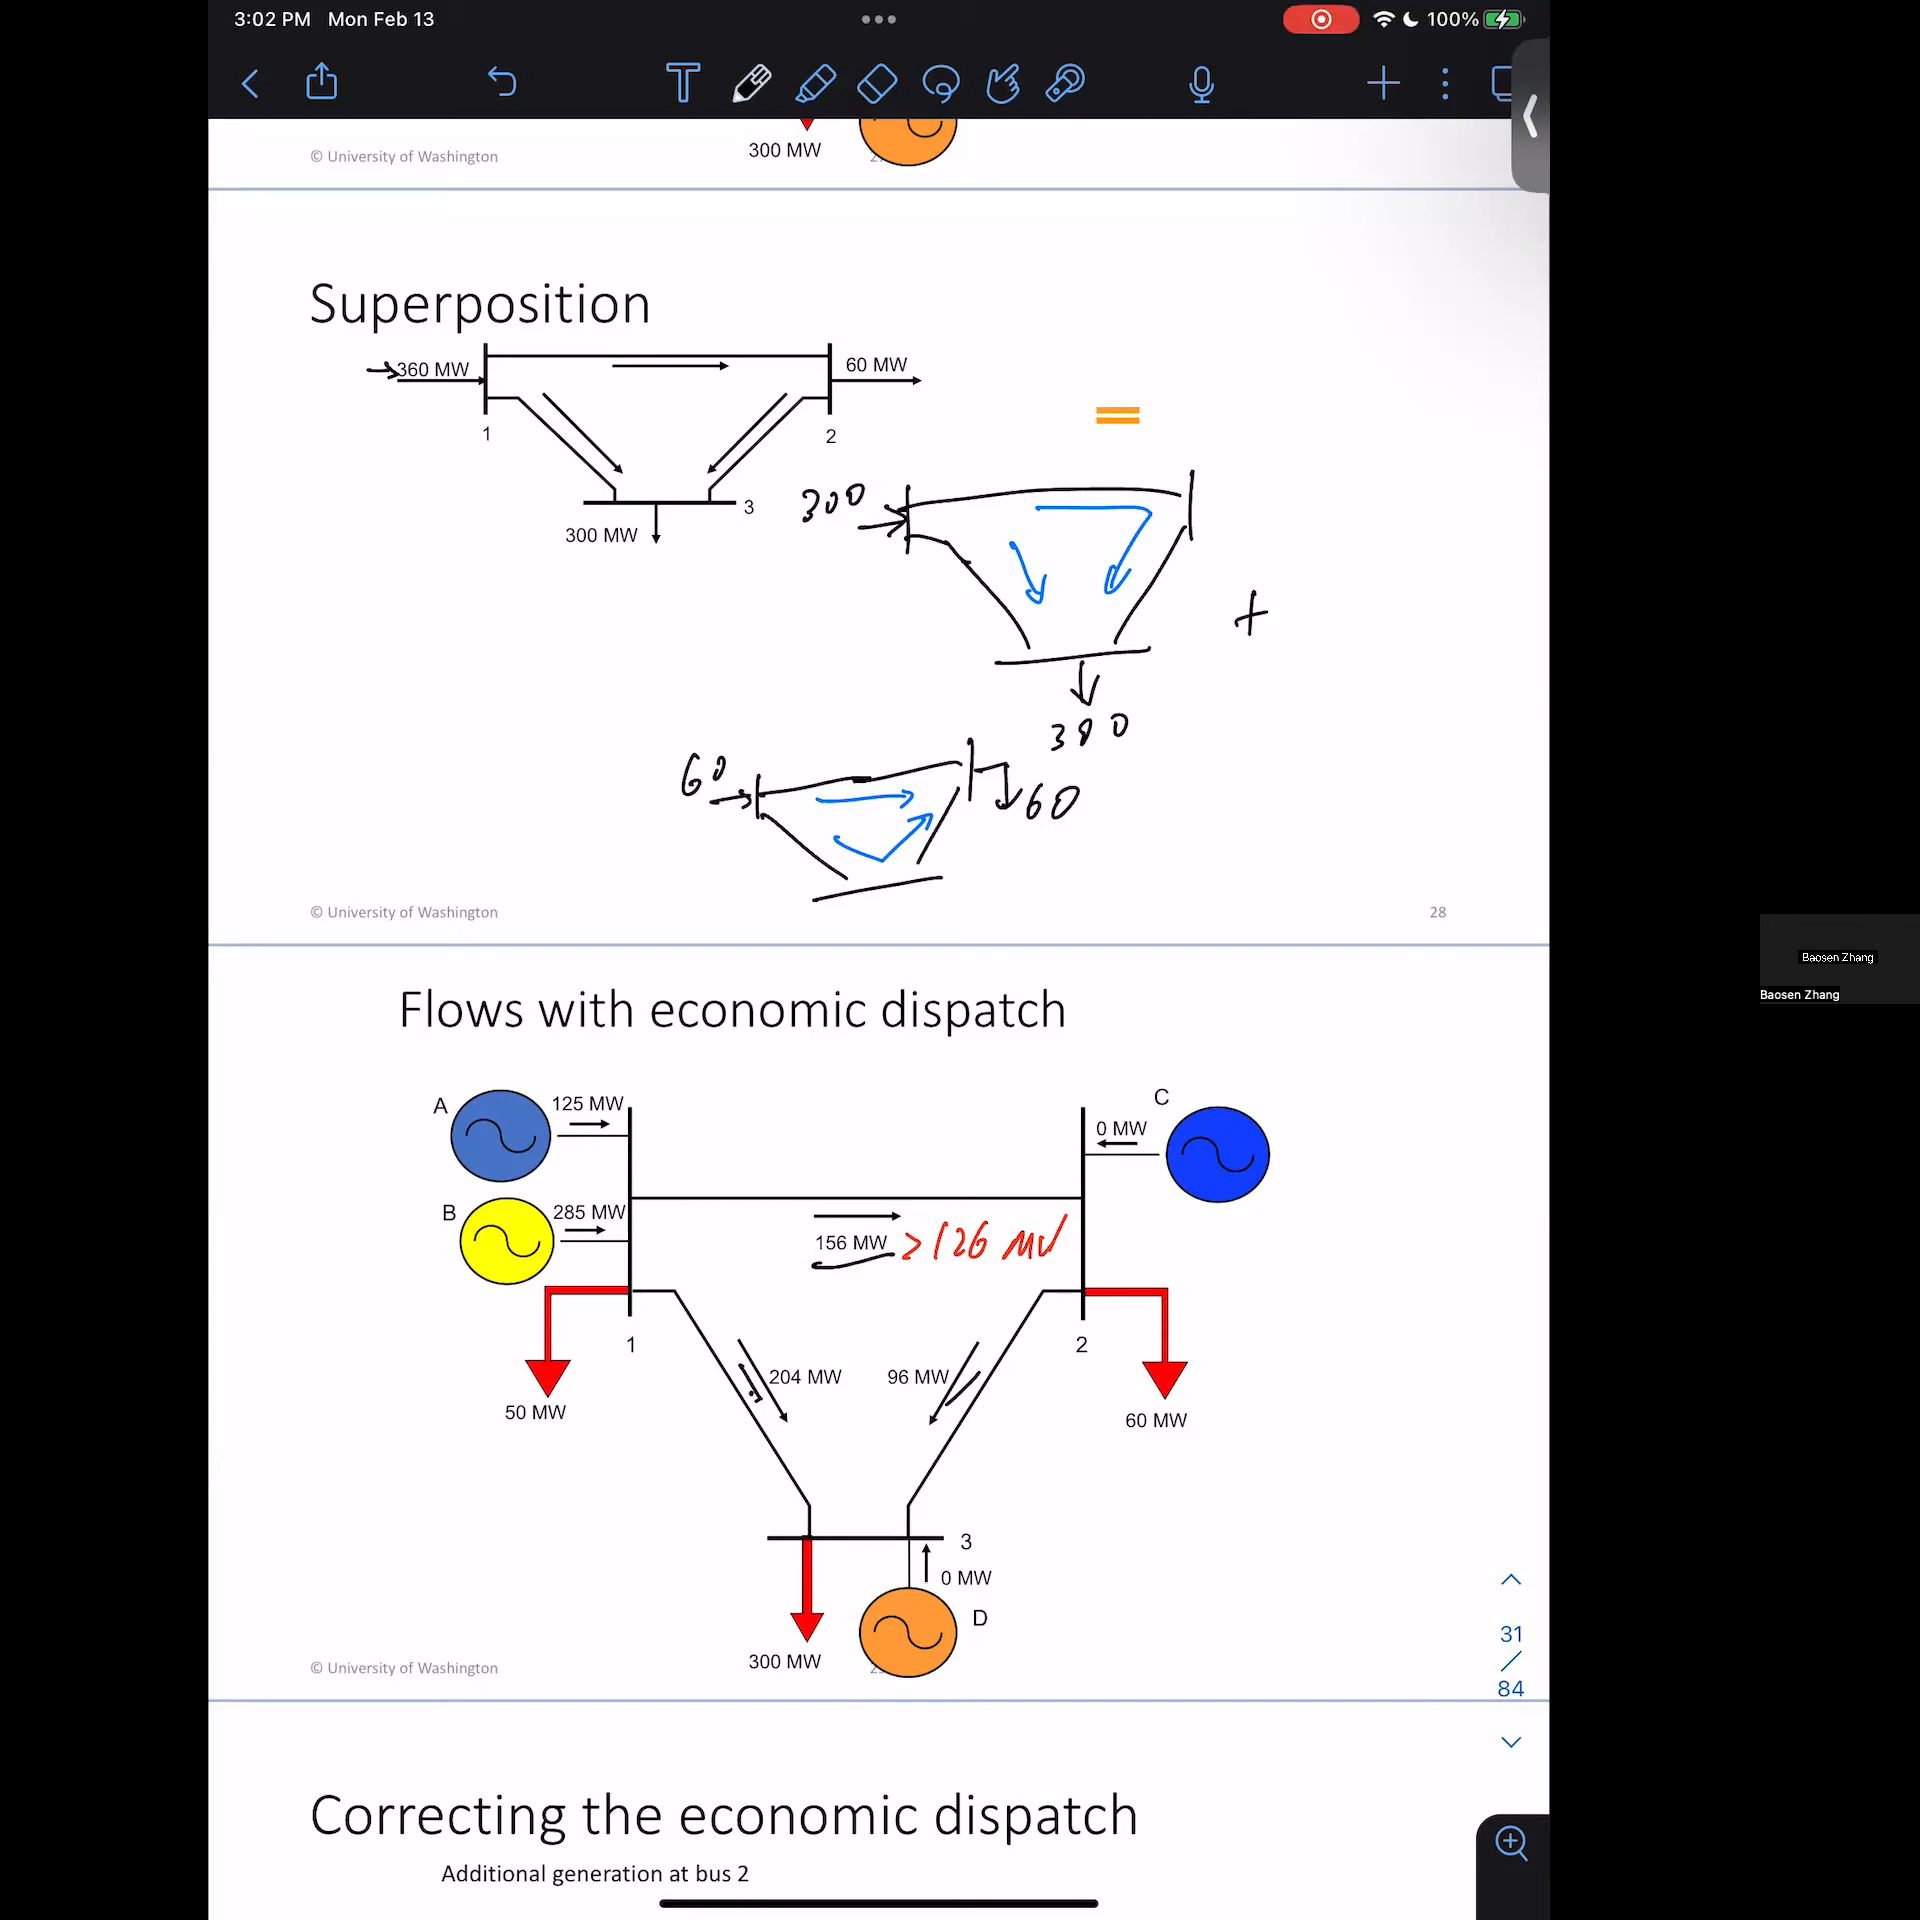 3:02 PM Mon Feb 13
100%
T
300 MW
© University of Washington
Superposition
360 MW
60 MW
1
2
3
300 MW
300
+
300
60
60
© University of Washington
28
Baosen Zhang
Baosen Zhang
Flows with economic dispatch
A
125 MW
C
0 MW
B
285 MW
156 MW > 126 MW
1
2
204 MW
96 MW
50 MW
60 MW
3
0 MW
D
300 MW
© University of Washington
31
/
84
Correcting the economic dispatch
Additional generation at bus 2